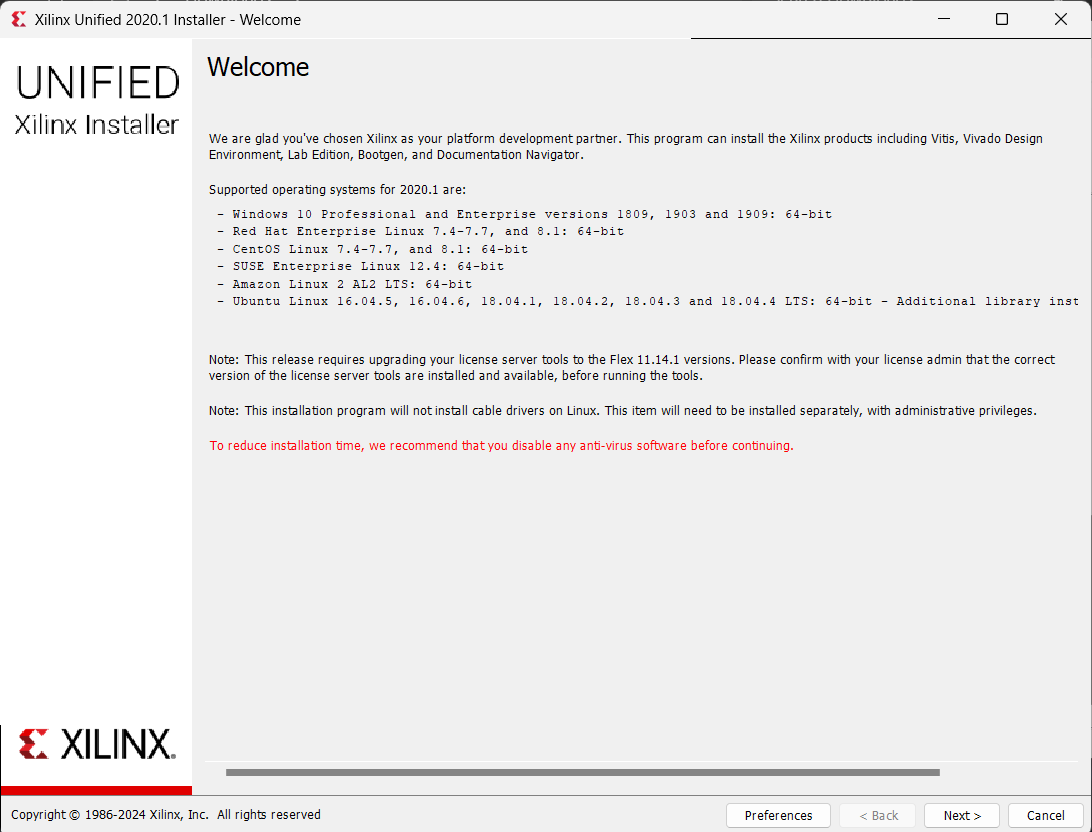 Xilinx Unified 2020.1 Installer - Welcome
UNIFIED
Xilinx Installer
Welcome
We are glad you've chosen Xilinx as your platform development partner. This program can install the Xilinx products including Vitis, Vivado Design
Environment, Lab Edition, Bootgen, and Documentation Navigator.
Supported operating systems for 2020.1 are:
- Windows 10 Professional and Enterprise versions 1809, 1903 and 1909: 64-bit
- Red Hat Enterprise Linux 7.4-7.7, and 8.1: 64-bit
- CentOS Linux 7.4-7.7, and 8.1: 64-bit
- SUSE Enterprise Linux 12.4: 64-bit
- Amazon Linux 2 AL2 LTS: 64-bit
- Ubuntu Linux 16.04.5, 16.04.6, 18.04.1, 18.04.2, 18.04.3 and 18.04.4 LTS: 64-bit - Additional library inst
Note: This release requires upgrading your license server tools to the Flex 11.14.1 versions. Please confirm with your license admin that the correct
version of the license server tools are installed and available, before running the tools.
Note: This installation program will not install cable drivers on Linux. This item will need to be installed separately, with administrative privileges.
To reduce installation time, we recommend that you disable any anti-virus software before continuing.
XILINX.
Copyright © 1986-2024 Xilinx, Inc. All rights reserved
Preferences
< Back
Next >
Cancel